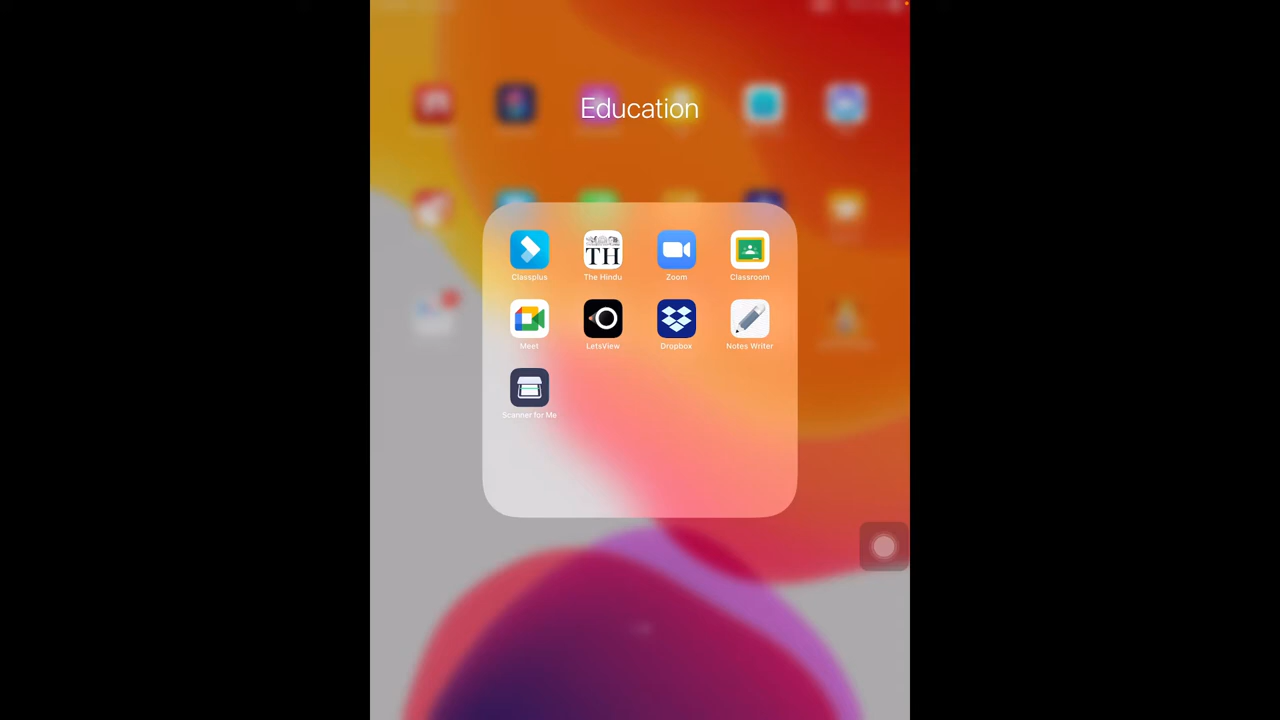 Education
TH
Classplus
The Hindu
Zoom
Classroom
Meet
LetsView
Dropbox
Notes Writer
Scanner for Me